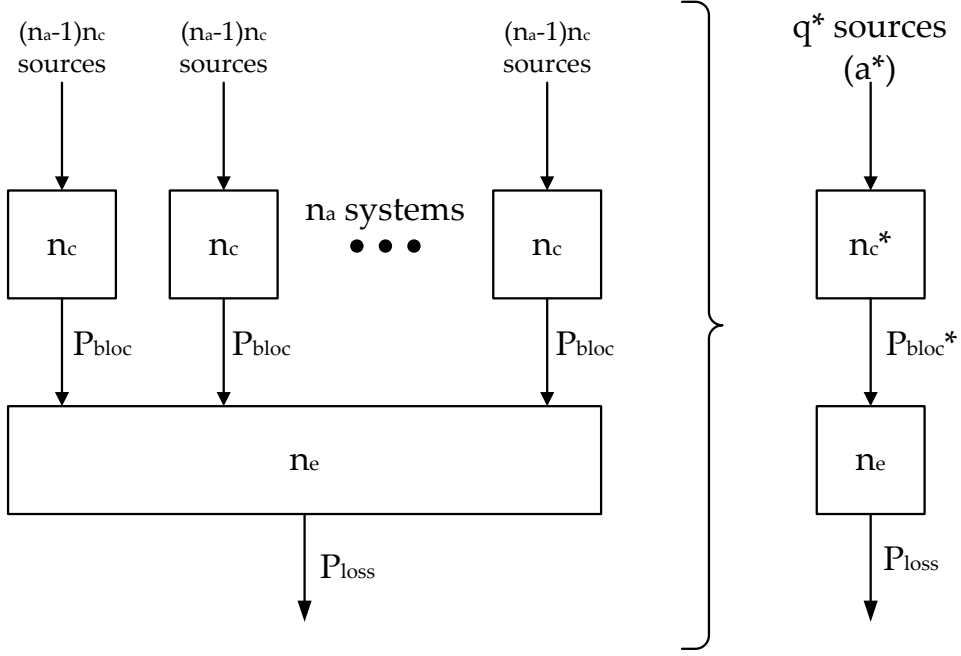 (na-1)nc
sources
(na-1)nc
sources
(na-1)nc
sources
q* sources
(a*)
nc
nc
na systems
nc
nc*
Pbloc
Pbloc
Pbloc
Pbloc*
ne
ne
Ploss
Ploss